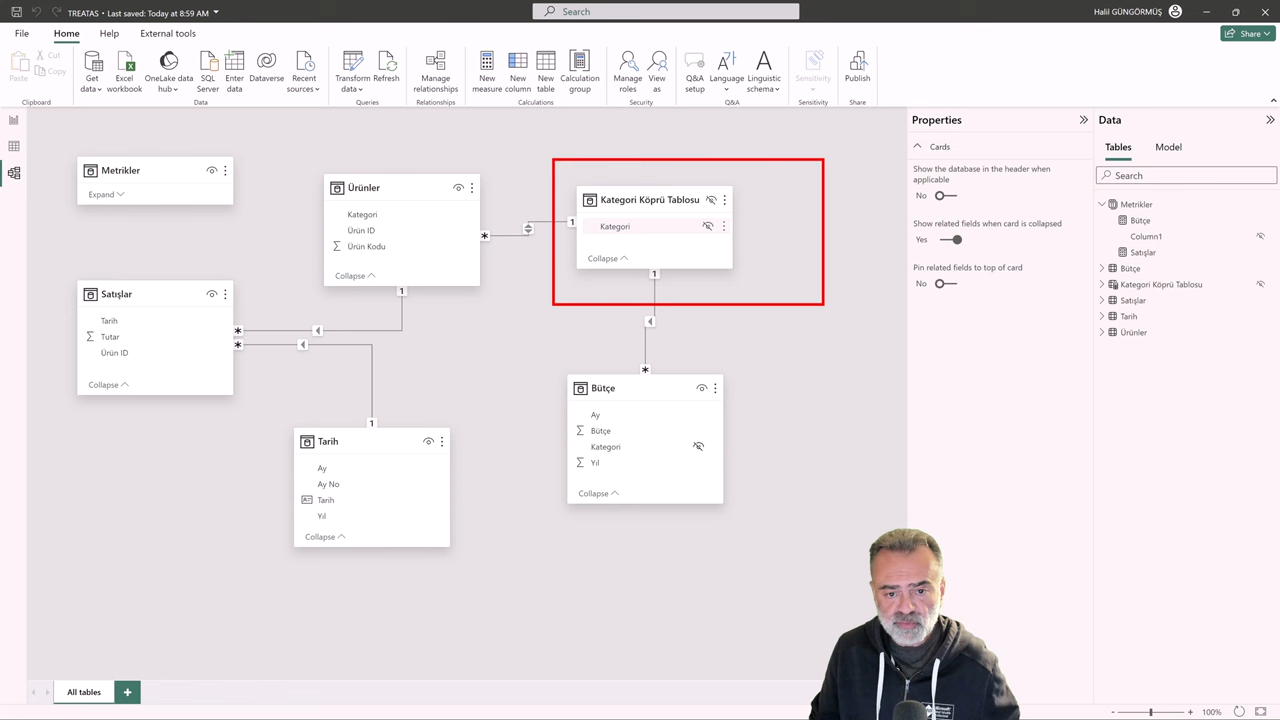 TREATAS • Last saved: Today at 8:59 AM
Search
Halil GÜNGÖRMÜŞ
File Home Help External tools
Share
Paste
Cut
Copy
Get data
Excel workbook
OneLake data hub
SQL Server
Enter data
Dataverse
Recent sources
Transform data
Refresh
Manage relationships
New measure
New column
New table
Calculation group
Manage roles
View as
Q&A setup
Language
Linguistic schema
Sensitivity
Publish
Clipboard
Data
Queries
Relationships
Calculations
Security
Q&A
Sensitivity
Share
Metrikler
Expand
Ürünler
Kategori
Ürün ID
Ürün Kodu
Collapse
Kategori Köprü Tablosu
Kategori
Collapse
Satışlar
Tarih
Tutar
Ürün ID
Collapse
Tarih
Ay
Ay No
Tarih
Yıl
Collapse
Bütçe
Ay
Bütçe
Kategori
Yıl
Collapse
1
*
1
*
1
*
1
1
*
Properties
Cards
Show the database in the header when
applicable
No
Show related fields when card is collapsed
Yes
Pin related fields to top of card
No
Data
Tables Model
Search
Metrikler
Bütçe
Column1
Satışlar
Bütçe
Kategori Köprü Tablosu
Satışlar
Tarih
Ürünler
All tables
+
- + 100%